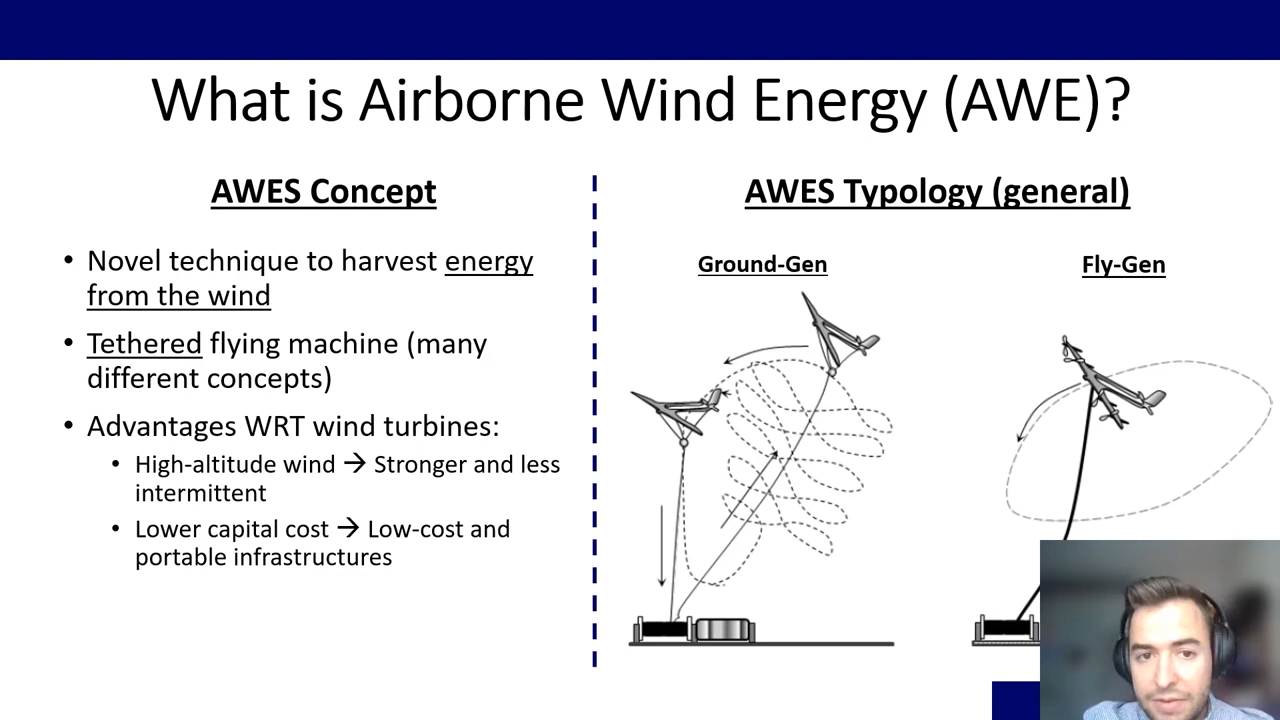 What is Airborne Wind Energy (AWE)?
AWES Concept
• Novel technique to harvest energy
from the wind
• Tethered flying machine (many
different concepts)
• Advantages WRT wind turbines:
• High-altitude wind → Stronger and less
intermittent
• Lower capital cost → Low-cost and
portable infrastructures
AWES Typology (general)
Ground-Gen
Fly-Gen